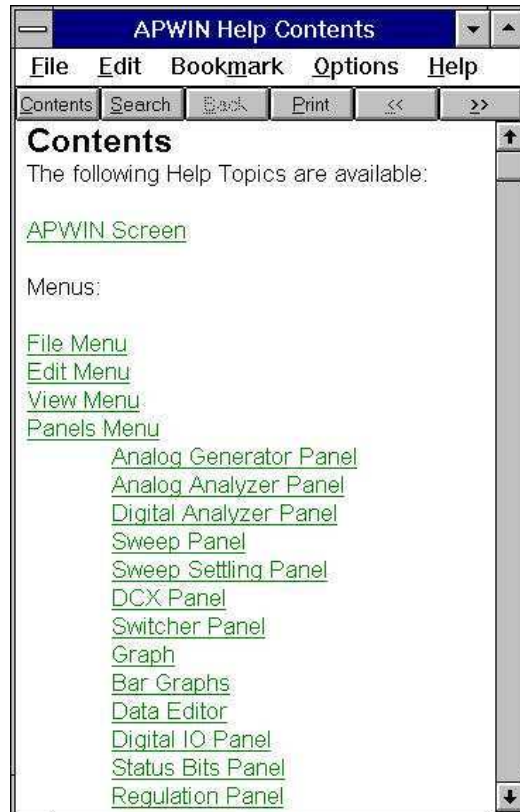 APWIN Help Contents
File Edit Bookmark Options Help
Contents Search Back Print << >>
Contents
The following Help Topics are available:
APWIN Screen
Menus:
File Menu
Edit Menu
View Menu
Panels Menu
Analog Generator Panel
Analog Analyzer Panel
Digital Analyzer Panel
Sweep Panel
Sweep Settling Panel
DCX Panel
Switcher Panel
Graph
Bar Graphs
Data Editor
Digital IO Panel
Status Bits Panel
Regulation Panel